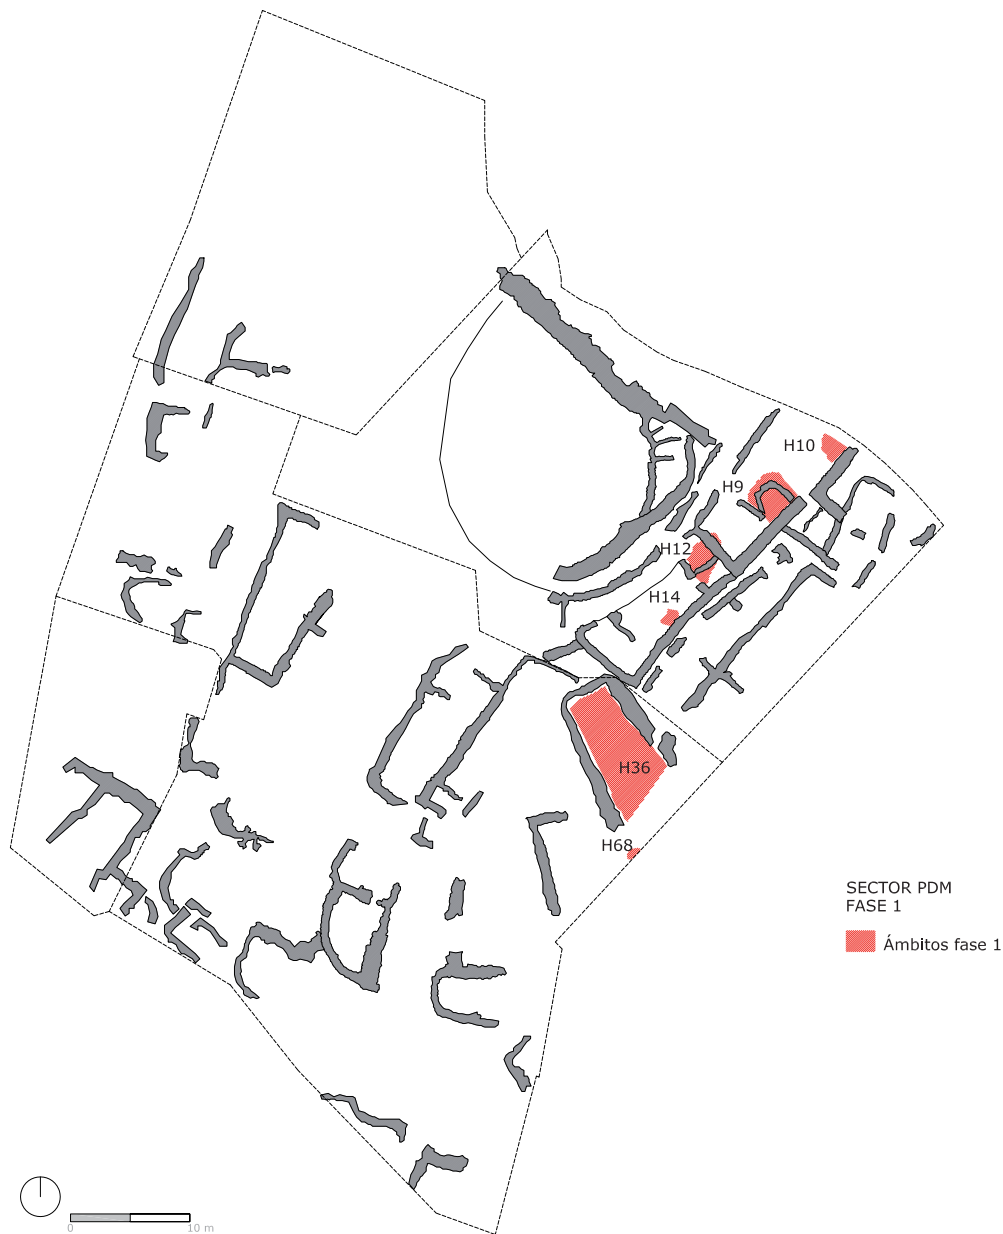 H10
H9
H12
H14
H36
H68
SECTOR PDM
FASE 1
Ámbitos fase 1
0 10 m